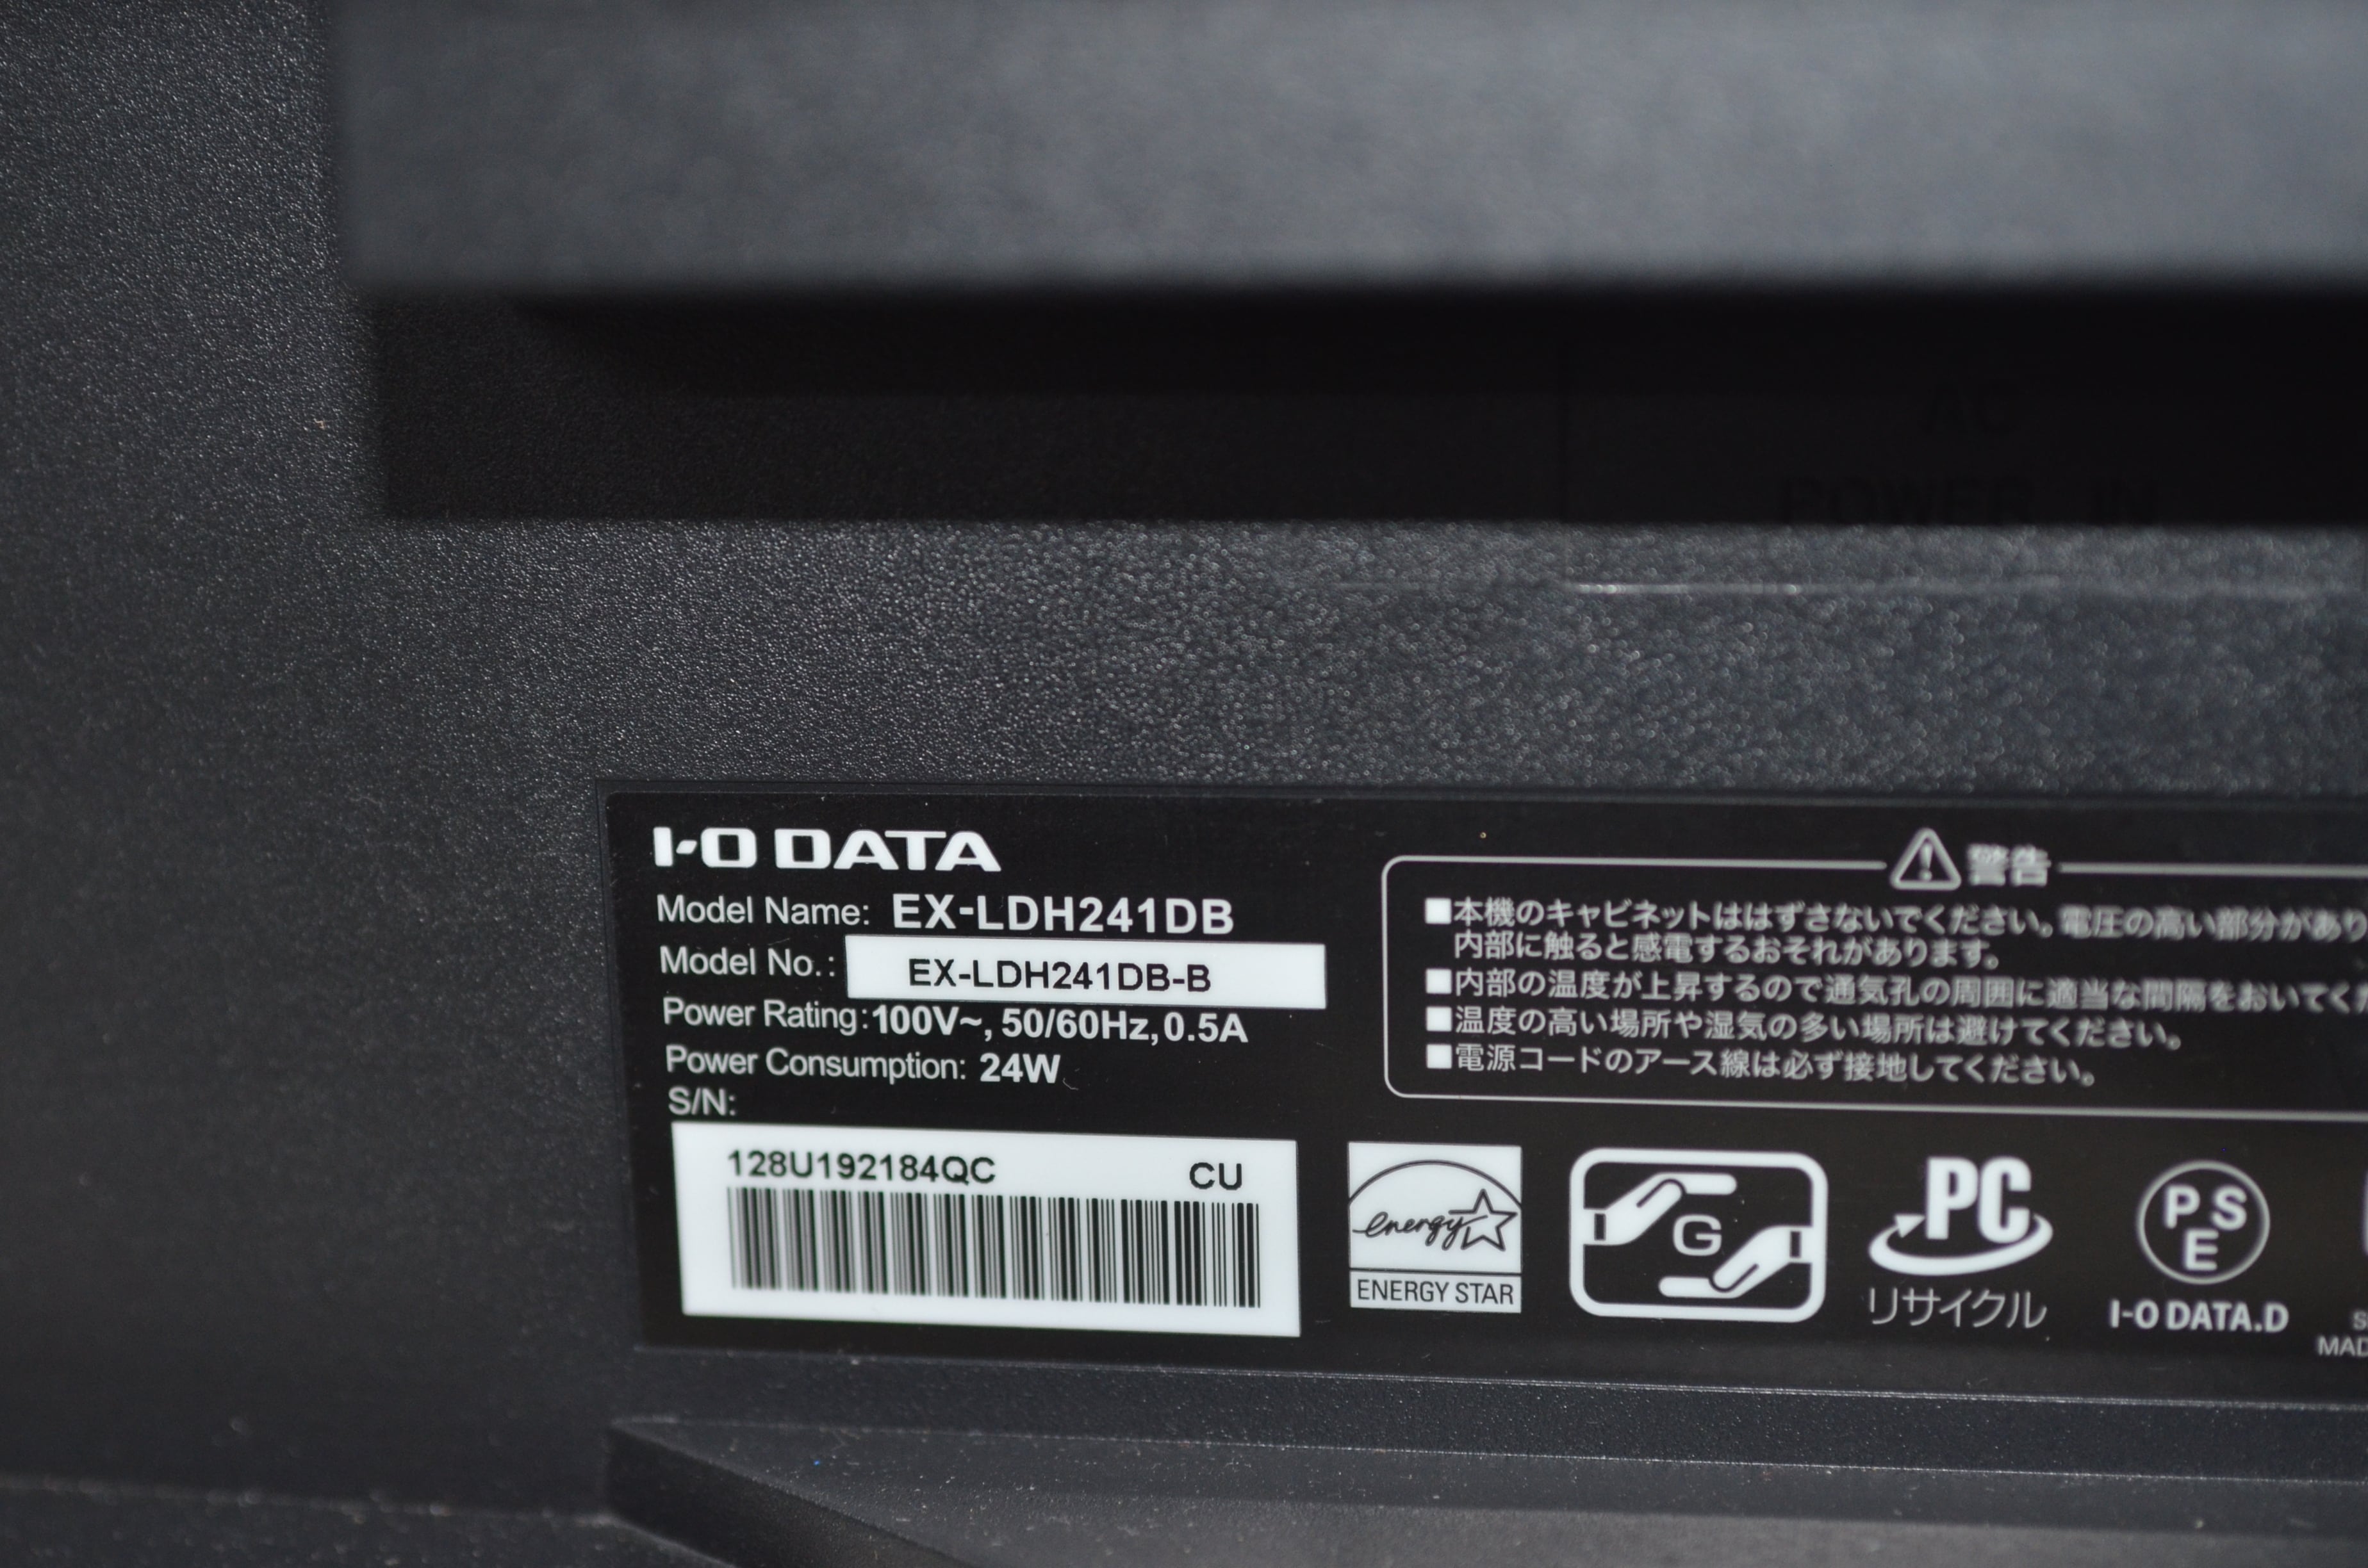 AC
POWER IN
I-O DATA
Model Name: EX-LDH241DB
Model No.: EX-LDH241DB-B
Power Rating:100V~, 50/60Hz, 0.5A
Power Consumption: 24W
S/N:
128U192184QC CU
警告
■本機のキャビネットははずさないでください。電圧の高い部分があり
内部に触ると感電するおそれがあります。
■内部の温度が上昇するので通気孔の周囲に適当な間隔をおいてくだ
■温度の高い場所や湿気の多い場所は避けてください。
■電源コードのアース線は必ず接地してください。
energy
ENERGY STAR
G
PC
リサイクル
PS
E
I-O DATA.D
MAD